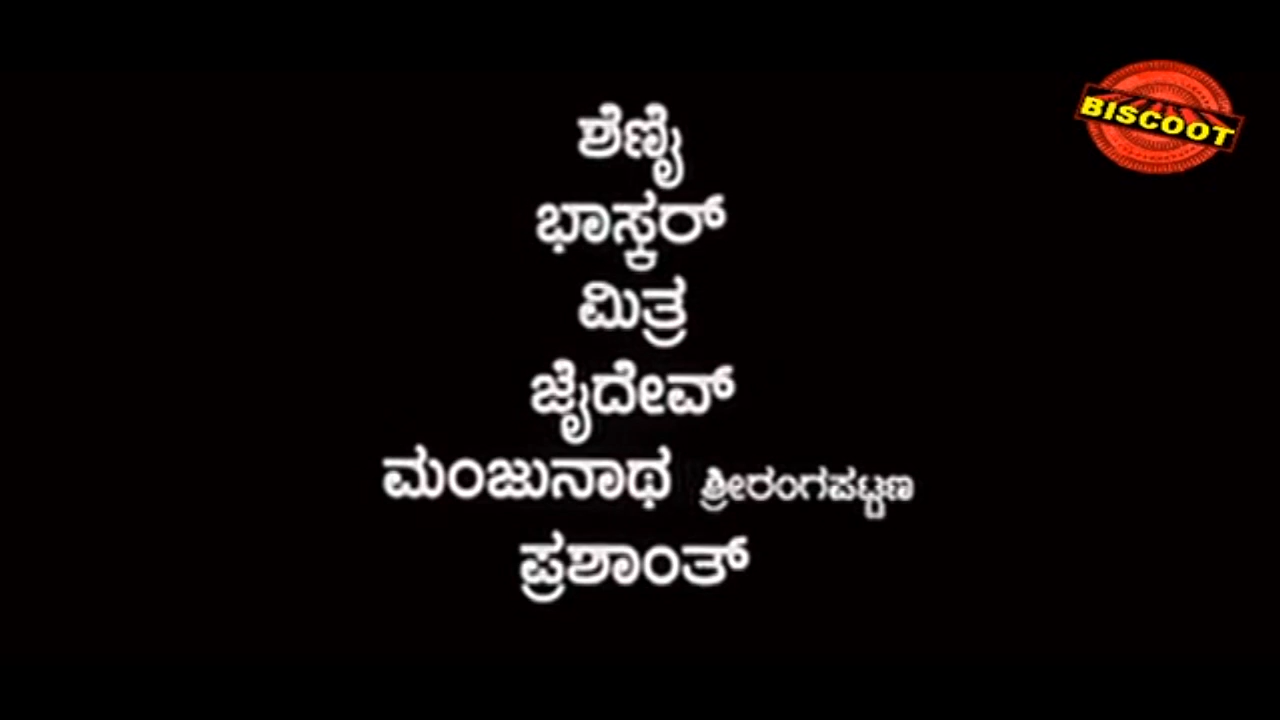 BISCOOT
ಶೆಣೈ
ಭಾಸ್ಕರ್
ಮಿತ್ರ
ಜೈದೇವ್
ಮಂಜುನಾಥ ಶ್ರೀರಂಗಪಟ್ಟಣ
ಪ್ರಶಾಂತ್